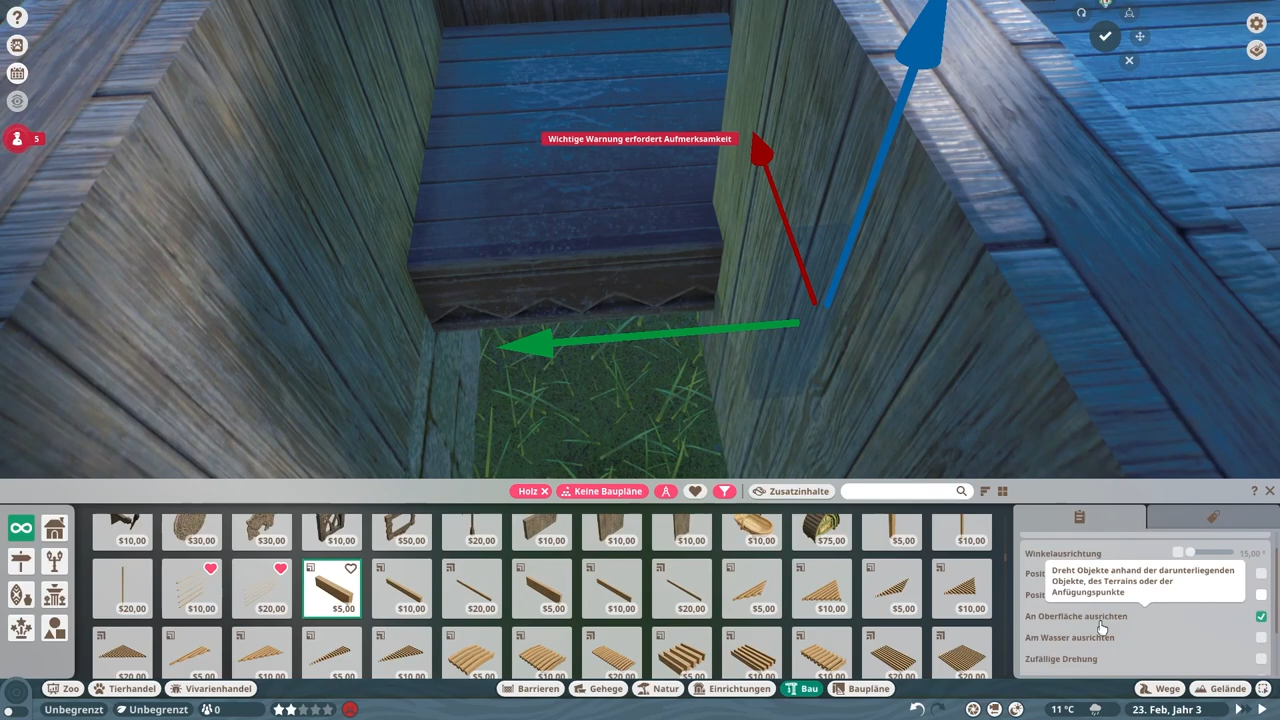 5
Wichtige Warnung erfordert Aufmerksamkeit
Holz ×
Keine Baupläne
Zusatzinhalte
? ×
$10,00 $30,00 $30,00 $10,00 $50,00 $20,00 $10,00 $10,00 $10,00 $10,00 $75,00 $5,00 $10,00
$20,00 $10,00 $20,00 $5,00 $10,00 $20,00 $5,00 $10,00 $20,00 $5,00 $10,00 $5,00 $10,00
Winkelausrichtung 15,00 °
Posit
Dreht Objekte anhand der darunterliegenden
Objekte, des Terrains oder der
Anfügungspunkte
Posit
An Oberfläche ausrichten
Am Wasser ausrichten
Zufällige Drehung
Zoo Tierhandel Vivarienhandel Barrieren Gehege Natur Einrichtungen Bau Baupläne Wege Gelände
Unbegrenzt Unbegrenzt 0 11 °C 23. Feb, Jahr 3